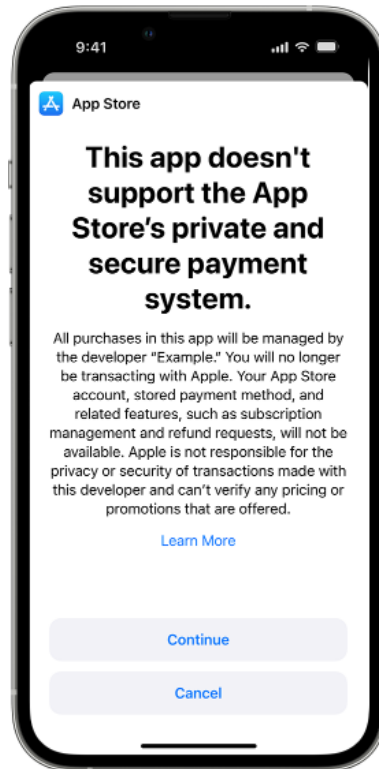 9:41
App Store
This app doesn't
support the App
Store’s private and
secure payment
system.
All purchases in this app will be managed by
the developer “Example.” You will no longer
be transacting with Apple. Your App Store
account, stored payment method, and
related features, such as subscription
management and refund requests, will not be
available. Apple is not responsible for the
privacy or security of transactions made with
this developer and can’t verify any pricing or
promotions that are offered.
Learn More
Continue
Cancel